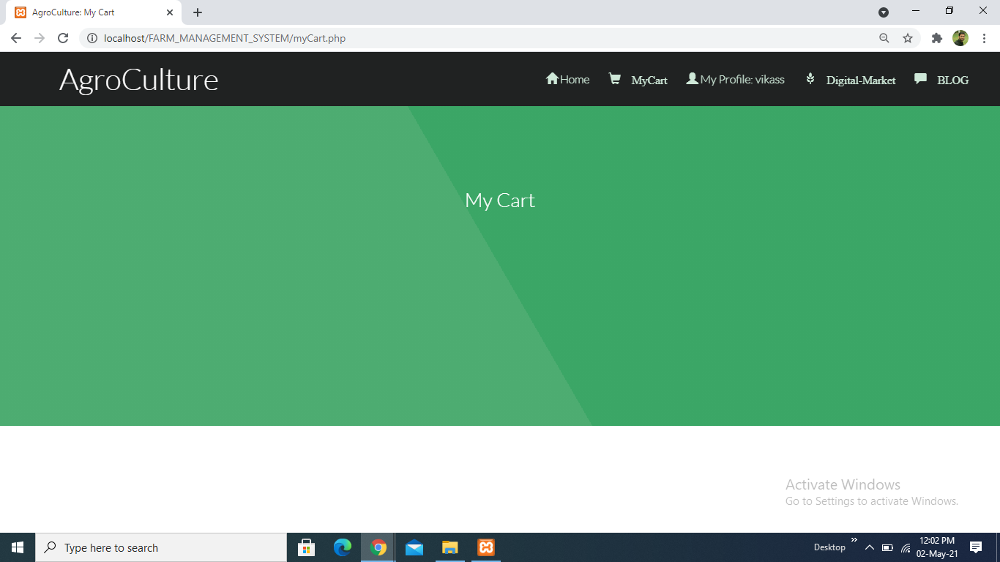 AgroCulture: My Cart
localhost/FARM_MANAGEMENT_SYSTEM/myCart.php
AgroCulture Home MyCart My Profile: vikass Digital-Market BLOG
My Cart
Activate Windows
Go to Settings to activate Windows.
Type here to search
Desktop
12:02 PM
02-May-21